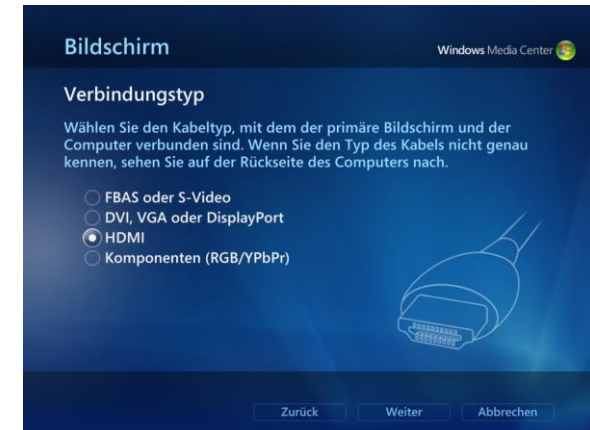 Bildschirm
Windows Media Center
Verbindungstyp
Wählen Sie den Kabeltyp, mit dem der primäre Bildschirm und der
Computer verbunden sind. Wenn Sie den Typ des Kabels nicht genau
kennen, sehen Sie auf der Rückseite des Computers nach.
FBAS oder S-Video
DVI, VGA oder DisplayPort
HDMI
Komponenten (RGB/YPbPr)
Zurück Weiter Abbrechen